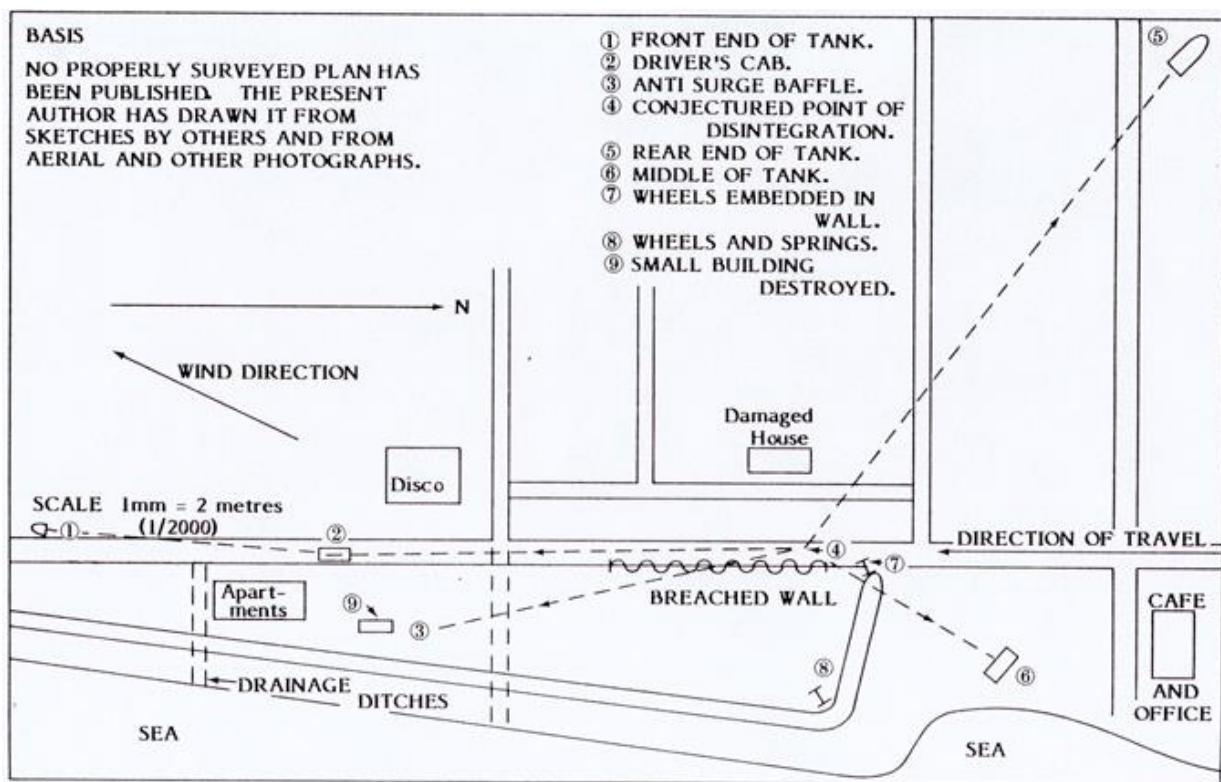 BASIS
NO PROPERLY SURVEYED PLAN HAS
BEEN PUBLISHED. THE PRESENT
AUTHOR HAS DRAWN IT FROM
SKETCHES BY OTHERS AND FROM
AERIAL AND OTHER PHOTOGRAPHS.
① FRONT END OF TANK.
② DRIVER'S CAB.
③ ANTI SURGE BAFFLE.
④ CONJECTURED POINT OF
DISINTEGRATION.
⑤ REAR END OF TANK.
⑥ MIDDLE OF TANK.
⑦ WHEELS EMBEDDED IN
WALL.
⑧ WHEELS AND SPRINGS.
⑨ SMALL BUILDING
DESTROYED.
⑤
N
WIND DIRECTION
Damaged
House
Disco
SCALE 1mm = 2 metres
(1/2000)
①
②
④
DIRECTION OF TRAVEL
⑦
Apart-
ments
⑨
③
BREACHED WALL
CAFE
AND
OFFICE
⑧
⑥
DRAINAGE
DITCHES
SEA
SEA